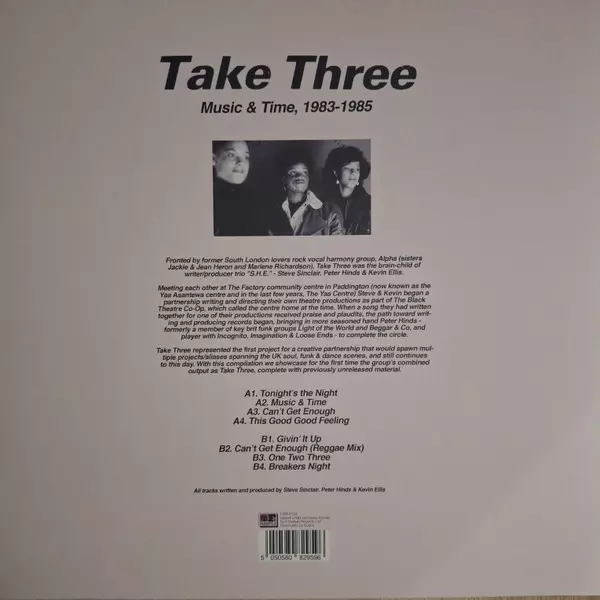 Take Three
Music & Time, 1983-1985
Fronted by former South London lovers rock vocal harmony group, Alpha (sisters
Jackie & Jean Heron and Marlene Richardson), Take Three was the brain-child of
writer/producer trio "S.H.E." - Steve Sinclair, Peter Hinds & Kevin Ellis.
Meeting each other at The Factory community centre in Paddington (now known as the
Yaa Asantewa centre and in the last few years, The Yaa Centre) Steve & Kevin began a
partnership writing and directing their own theatre productions as part of The Black
Theatre Co-Op, which called the centre home at the time. When a song they had written
together for one of their productions received praise and plaudits, the path toward writ-
ing and producing records began, bringing in more seasoned hand Peter Hinds -
formerly a member of key brit funk groups Light of the World and Beggar & Co, and
player with Incognito, Imagination & Loose Ends - to complete the circle.
Take Three represented the first project for a creative partnership that would spawn mul-
tiple projects/aliases spanning the UK soul, funk & dance scenes, and still continues
to this day. With this compilation we showcase for the first time the group's combined
output as Take Three, complete with previously unreleased material.
A1. Tonight's the Night
A2. Music & Time
A3. Can't Get Enough
A4. This Good Good Feeling
B1. Givin' It Up
B2. Can't Get Enough (Reggae Mix)
B3. One Two Three
B4. Breakers Night
All tracks written and produced by Steve Sinclair, Peter Hinds & Kevin Ellis
5 050580 829596